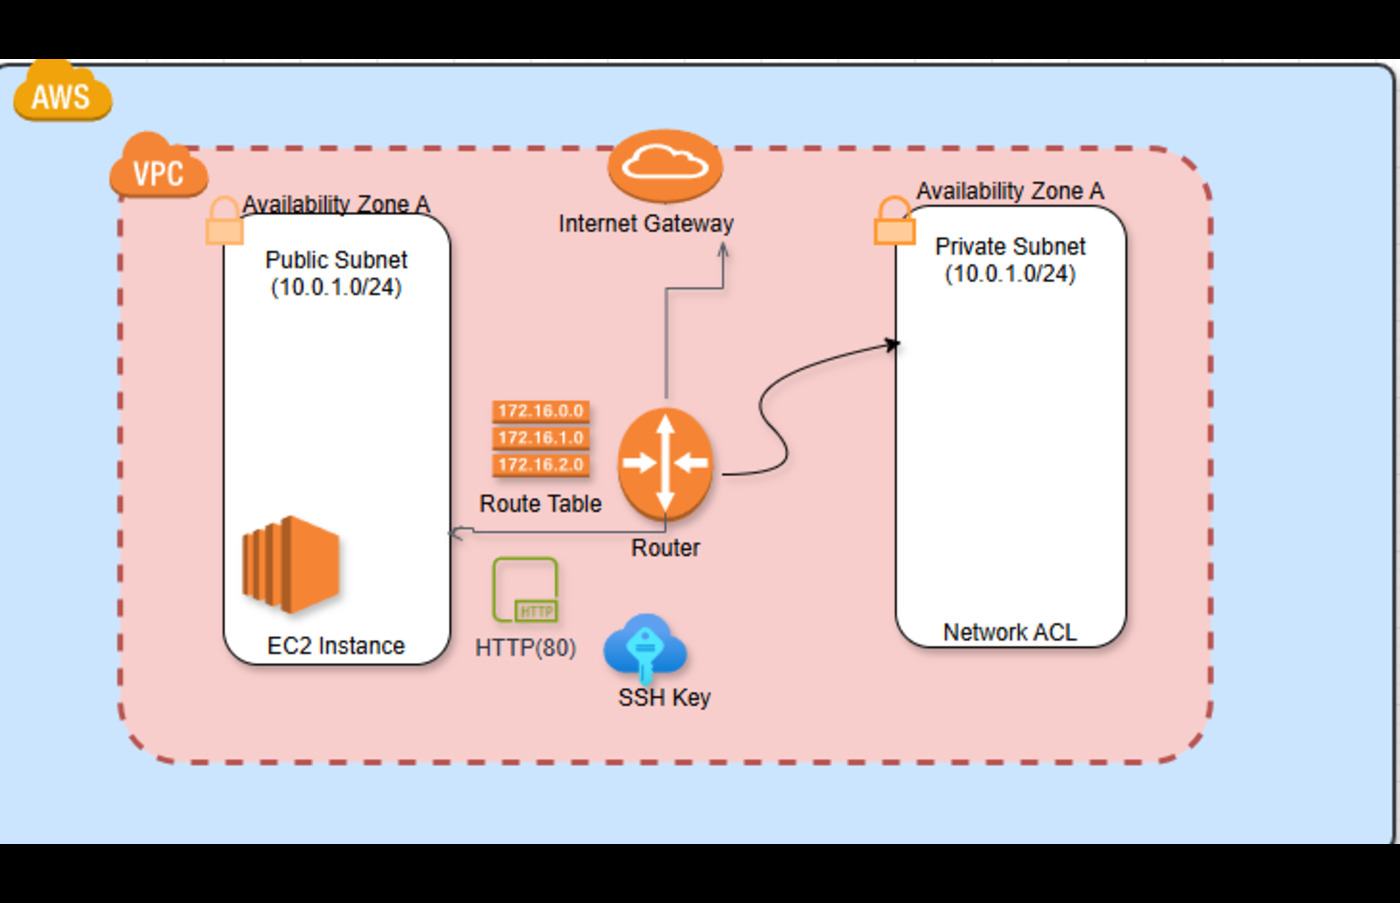 AWS
VPC
Availability Zone A
Public Subnet
(10.0.1.0/24)
EC2 Instance
Internet Gateway
172.16.0.0
172.16.1.0
172.16.2.0
Route Table
Router
HTTP
HTTP(80)
SSH Key
Availability Zone A
Private Subnet
(10.0.1.0/24)
Network ACL